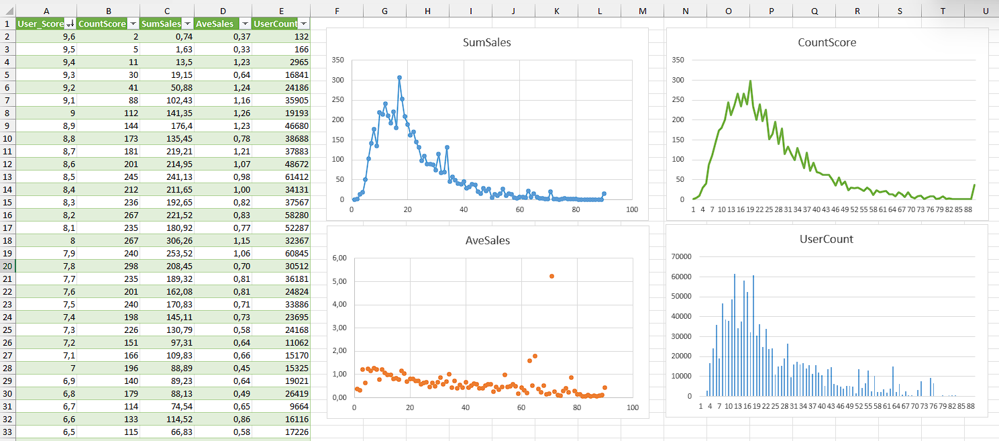 A B C D E F G H I J K L M N O P Q R S T U
1 User_Score CountScore SumSales AveSales UserCount
2 9,6 2 0,74 0,37 132
3 9,5 5 1,63 0,33 166
4 9,4 11 13,5 1,23 2965
5 9,3 30 19,15 0,64 16841
6 9,2 41 50,88 1,24 24186
7 9,1 88 102,43 1,16 35905
8 9 112 141,35 1,26 19193
9 8,9 144 176,4 1,23 46680
10 8,8 173 135,45 0,78 38688
11 8,7 181 219,21 1,21 37883
12 8,6 201 214,95 1,07 48672
13 8,5 245 241,13 0,98 61412
14 8,4 212 211,65 1,00 34131
15 8,3 236 192,65 0,82 37567
16 8,2 267 221,52 0,83 58280
17 8,1 235 180,92 0,77 52287
18 8 267 306,26 1,15 32367
19 7,9 240 253,52 1,06 60845
20 7,8 298 208,45 0,70 30512
21 7,7 235 189,32 0,81 36181
22 7,6 201 162,08 0,81 24824
23 7,5 240 170,83 0,71 33886
24 7,4 198 145,11 0,73 23695
25 7,3 226 130,79 0,58 24168
26 7,2 151 97,31 0,64 11062
27 7,1 166 109,83 0,66 15170
28 7 196 88,89 0,45 15325
29 6,9 140 89,23 0,64 19021
30 6,8 179 88,13 0,49 26419
31 6,7 114 74,54 0,65 9664
32 6,6 133 114,52 0,86 16116
33 6,5 115 66,83 0,58 17226
SumSales
350
300
250
200
150
100
50
0
0 20 40 60 80 100
CountScore
350
300
250
200
150
100
50
0
1 4 7 10 13 16 19 22 25 28 31 34 37 40 43 46 49 52 55 58 61 64 67 70 73 76 79 82 85 88
AveSales
6,00
5,00
4,00
3,00
2,00
1,00
0,00
0 20 40 60 80 100
UserCount
70000
60000
50000
40000
30000
20000
10000
0
1 4 7 10 13 16 19 22 25 28 31 34 37 40 43 46 49 52 55 58 61 64 67 70 73 76 79 82 85 88